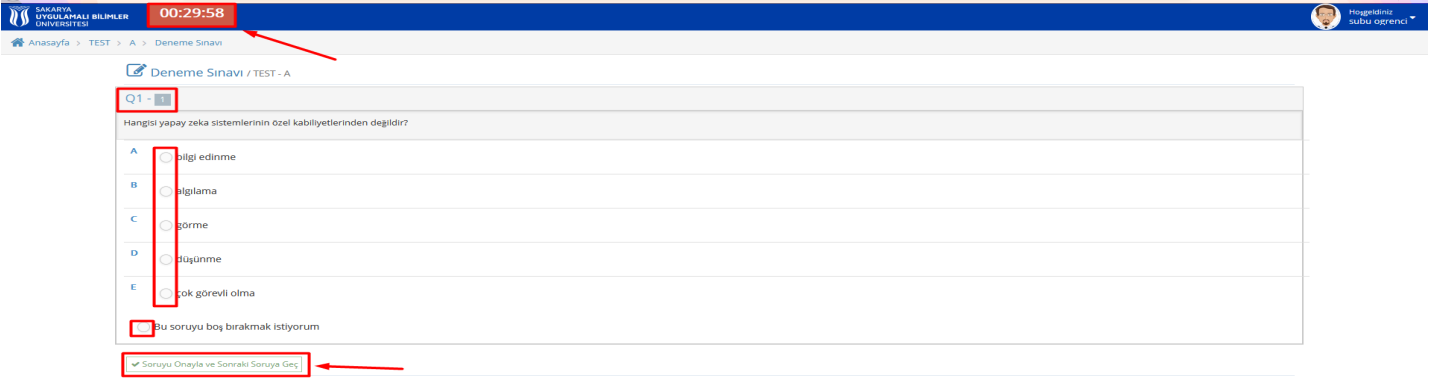 SAKARYA
UYGULAMALI BİLİMLER
ÜNİVERSİTESİ
00:29:58
Hoşgeldiniz
subu ogrenci
Anasayfa > TEST > A > Deneme Sınavı
Deneme Sınavı / TEST - A
Q1 - 1
Hangisi yapay zeka sistemlerinin özel kabiliyetlerinden değildir?
A
bilgi edinme
B
algılama
C
görme
D
düşünme
E
çok görevli olma
Bu soruyu boş bırakmak istiyorum
Soruyu Onayla ve Sonraki Soruya Geç